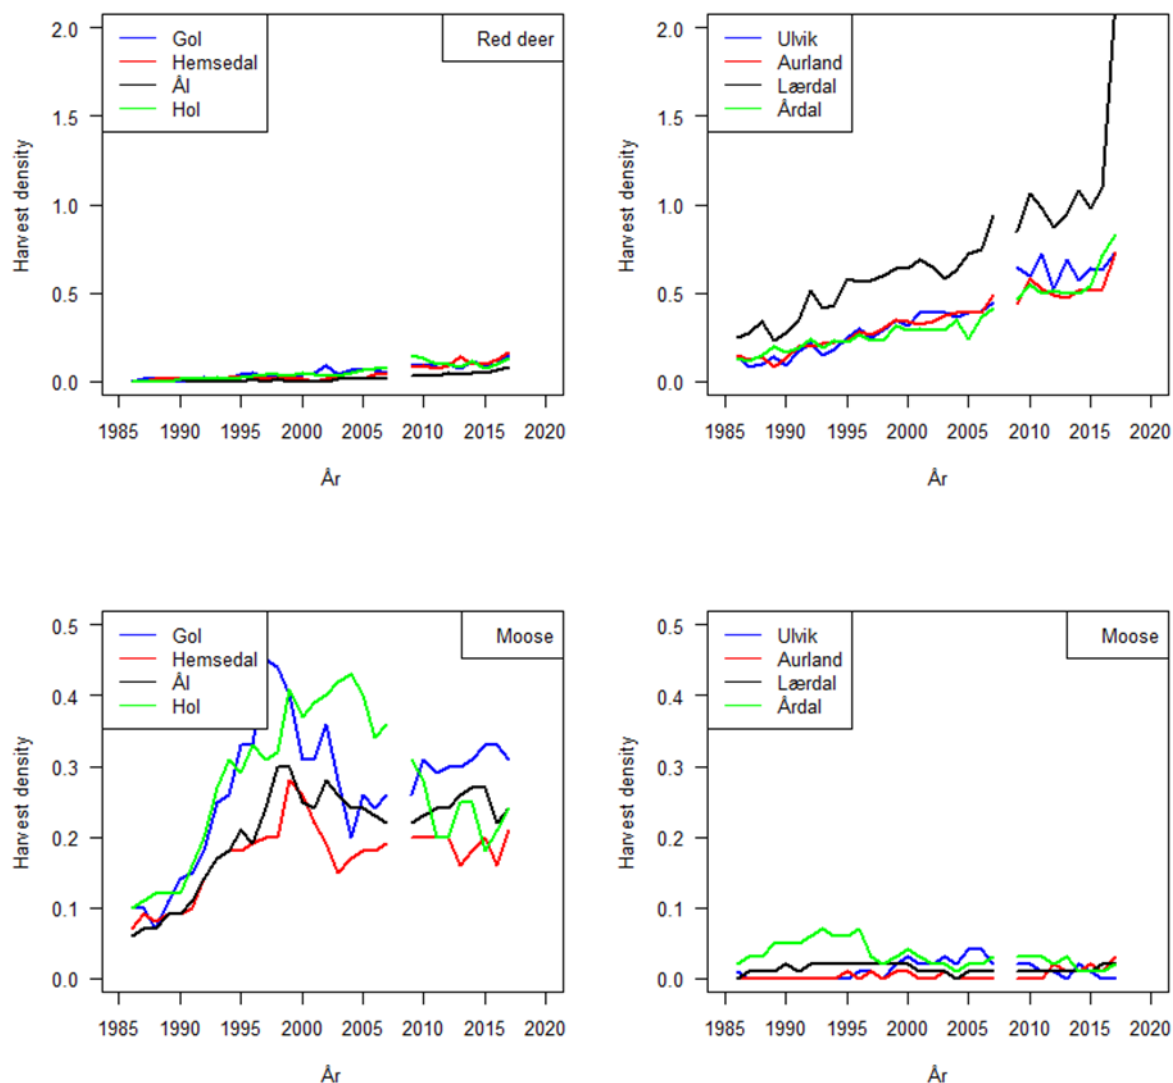 Gol
Hemsedal
Ål
Hol
Red deer
Harvest density
2.0
1.5
1.0
0.5
0.0
1985 1990 1995 2000 2005 2010 2015 2020
År
Ulvik
Aurland
Lærdal
Årdal
Harvest density
2.0
1.5
1.0
0.5
0.0
1985 1990 1995 2000 2005 2010 2015 2020
År
Gol
Hemsedal
Ål
Hol
Moose
Harvest density
0.5
0.4
0.3
0.2
0.1
0.0
1985 1990 1995 2000 2005 2010 2015 2020
År
Ulvik
Aurland
Lærdal
Årdal
Moose
Harvest density
0.5
0.4
0.3
0.2
0.1
0.0
1985 1990 1995 2000 2005 2010 2015 2020
År